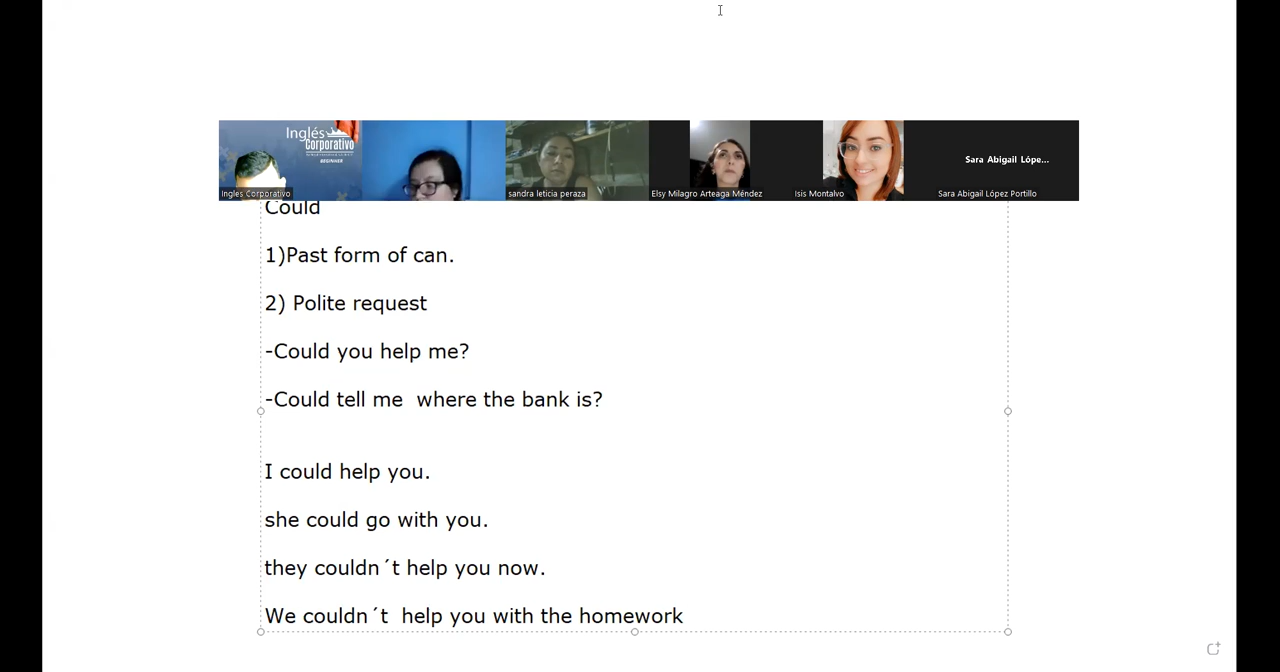 Inglés
Corporativo
BEGINNER
Ingles Corporativo
sandra leticia peraza
Elsy Milagro Arteaga Méndez
Isis Montalvo
Sara Abigail Lópe...
Sara Abigail López Portillo
Could
1)Past form of can.
2) Polite request
-Could you help me?
-Could tell me  where the bank is?
I could help you.
she could go with you.
they couldn´t help you now.
We couldn´t  help you with the homework